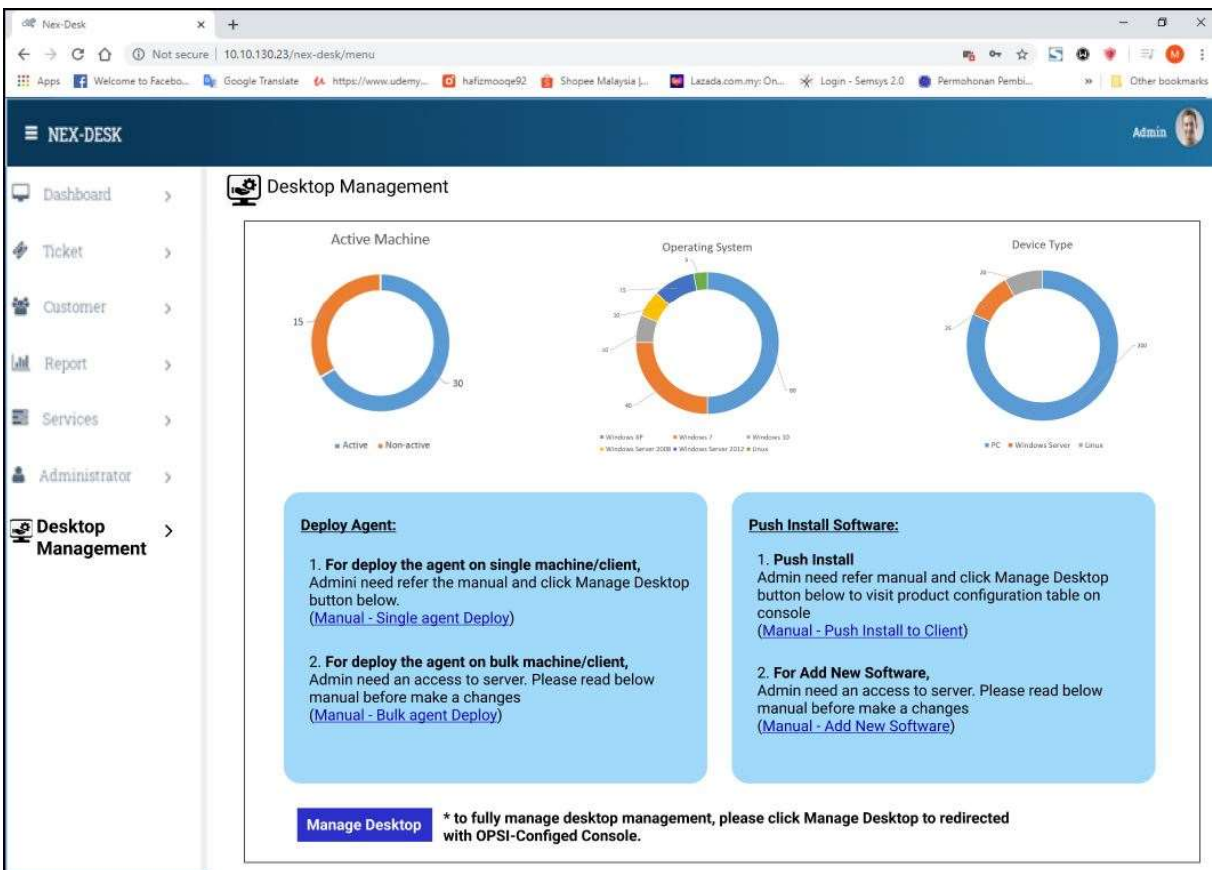 Nex-Desk
Not secure | 10.10.130.23/nex-desk/menu
Apps Welcome to Facebo... Google Translate https://www.udemy... hafizmooqe92 Shopee Malaysia |... Lazada.com.my: On... Login - Semsys 2.0 Permohonan Pembi... » Other bookmarks
NEX-DESK
Admin
Dashboard
Ticket
Customer
Report
Services
Administrator
Desktop
Management
Desktop Management
Active Machine
15
30
Active Non-active
Operating System
15
40
Windows XP Windows 7 Windows 10
Windows Server 2008 Windows Server 2012 Linux
Device Type
PC Windows Server Linux
Deploy Agent:
1. For deploy the agent on single machine/client,
Admini need refer the manual and click Manage Desktop
button below.
(Manual - Single agent Deploy)
2. For deploy the agent on bulk machine/client,
Admin need an access to server. Please read below
manual before make a changes
(Manual - Bulk agent Deploy)
Push Install Software:
1. Push Install
Admin need refer manual and click Manage Desktop
button below to visit product configuration table on
console
(Manual - Push Install to Client)
2. For Add New Software,
Admin need an access to server. Please read below
manual before make a changes
(Manual - Add New Software)
Manage Desktop
* to fully manage desktop management, please click Manage Desktop to redirected
with OPSI-Configed Console.